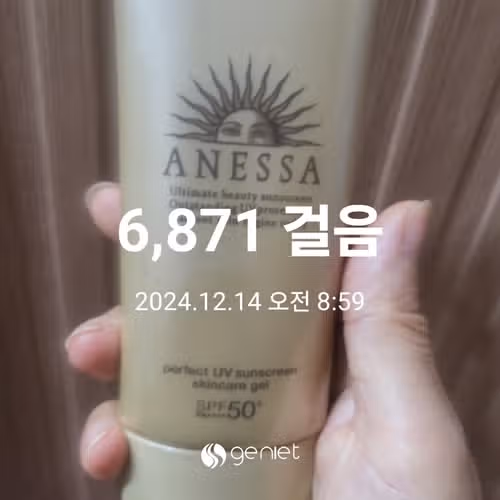 ANESSA
Ultimate beauty sunscreen
6,871 걸음
2024.12.14 오전 8:59
perfect UV sunscreen
skincare gel
SPF50+
geniet